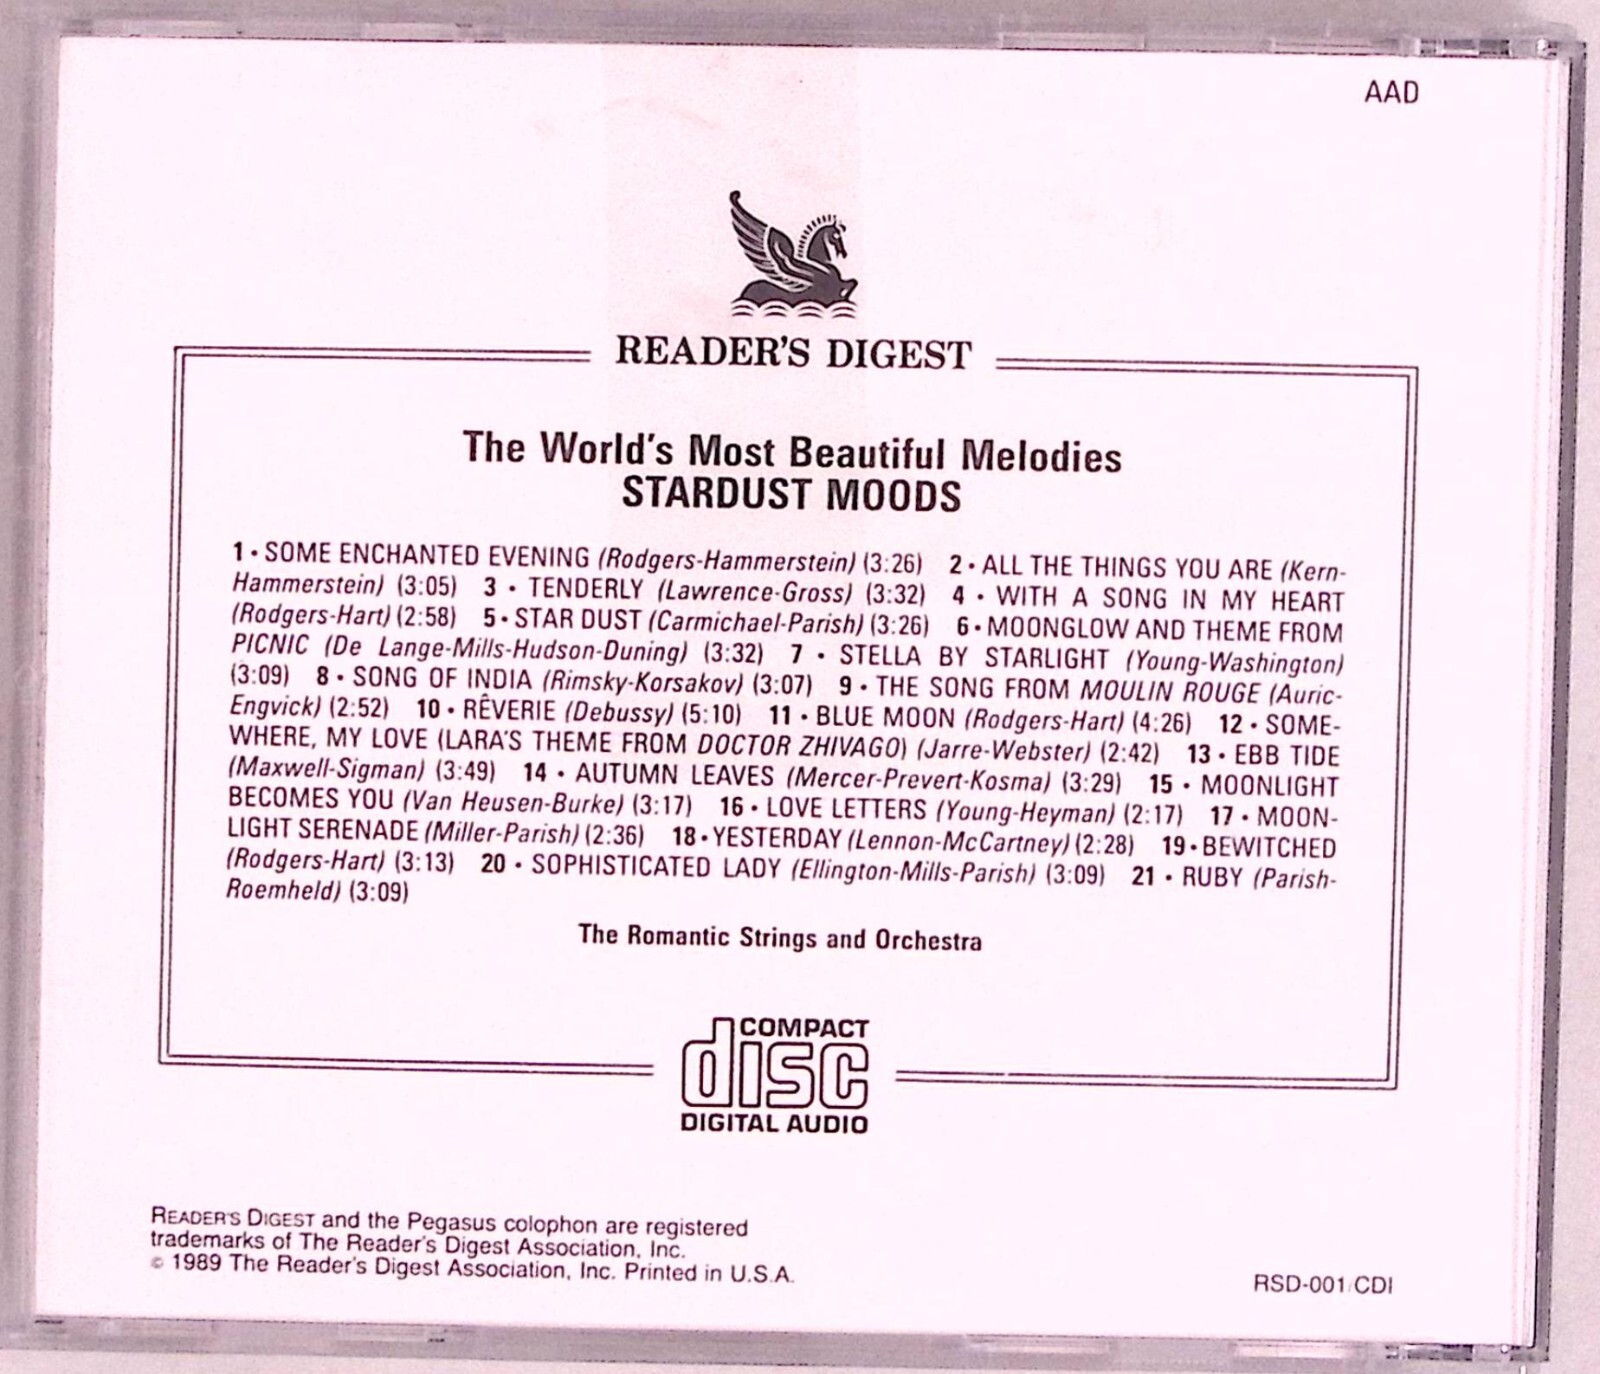 AAD
READER'S DIGEST
The World's Most Beautiful Melodies
STARDUST MOODS
1 • SOME ENCHANTED EVENING (Rodgers-Hammerstein) (3:26) 2 • ALL THE THINGS YOU ARE (Kern-
Hammerstein) (3:05) 3 • TENDERLY (Lawrence-Gross) (3:32) 4 • WITH A SONG IN MY HEART
(Rodgers-Hart) (2:58) 5 • STAR DUST (Carmichael-Parish) (3:26) 6 • MOONGLOW AND THEME FROM
PICNIC (De Lange-Mills-Hudson-Duning) (3:32) 7 • STELLA BY STARLIGHT (Young-Washington)
(3:09) 8 • SONG OF INDIA (Rimsky-Korsakov) (3:07) 9 • THE SONG FROM MOULIN ROUGE (Auric-
Engvick) (2:52) 10 • RÊVERIE (Debussy) (5:10) 11 • BLUE MOON (Rodgers-Hart) (4:26) 12 • SOME-
WHERE, MY LOVE (LARA'S THEME FROM DOCTOR ZHIVAGO) (Jarre-Webster) (2:42) 13 • EBB TIDE
(Maxwell-Sigman) (3:49) 14 • AUTUMN LEAVES (Mercer-Prevert-Kosma) (3:29) 15 • MOONLIGHT
BECOMES YOU (Van Heusen-Burke) (3:17) 16 • LOVE LETTERS (Young-Heyman) (2:17) 17 • MOON-
LIGHT SERENADE (Miller-Parish) (2:36) 18 • YESTERDAY (Lennon-McCartney) (2:28) 19 • BEWITCHED
(Rodgers-Hart) (3:13) 20 • SOPHISTICATED LADY (Ellington-Mills-Parish) (3:09) 21 • RUBY (Parish-
Roemheld) (3:09)
The Romantic Strings and Orchestra
COMPACT
disc
DIGITAL AUDIO
READER'S DIGEST and the Pegasus colophon are registered
trademarks of The Reader's Digest Association, Inc.
© 1989 The Reader's Digest Association, Inc. Printed in U.S.A.
RSD-001/CDI